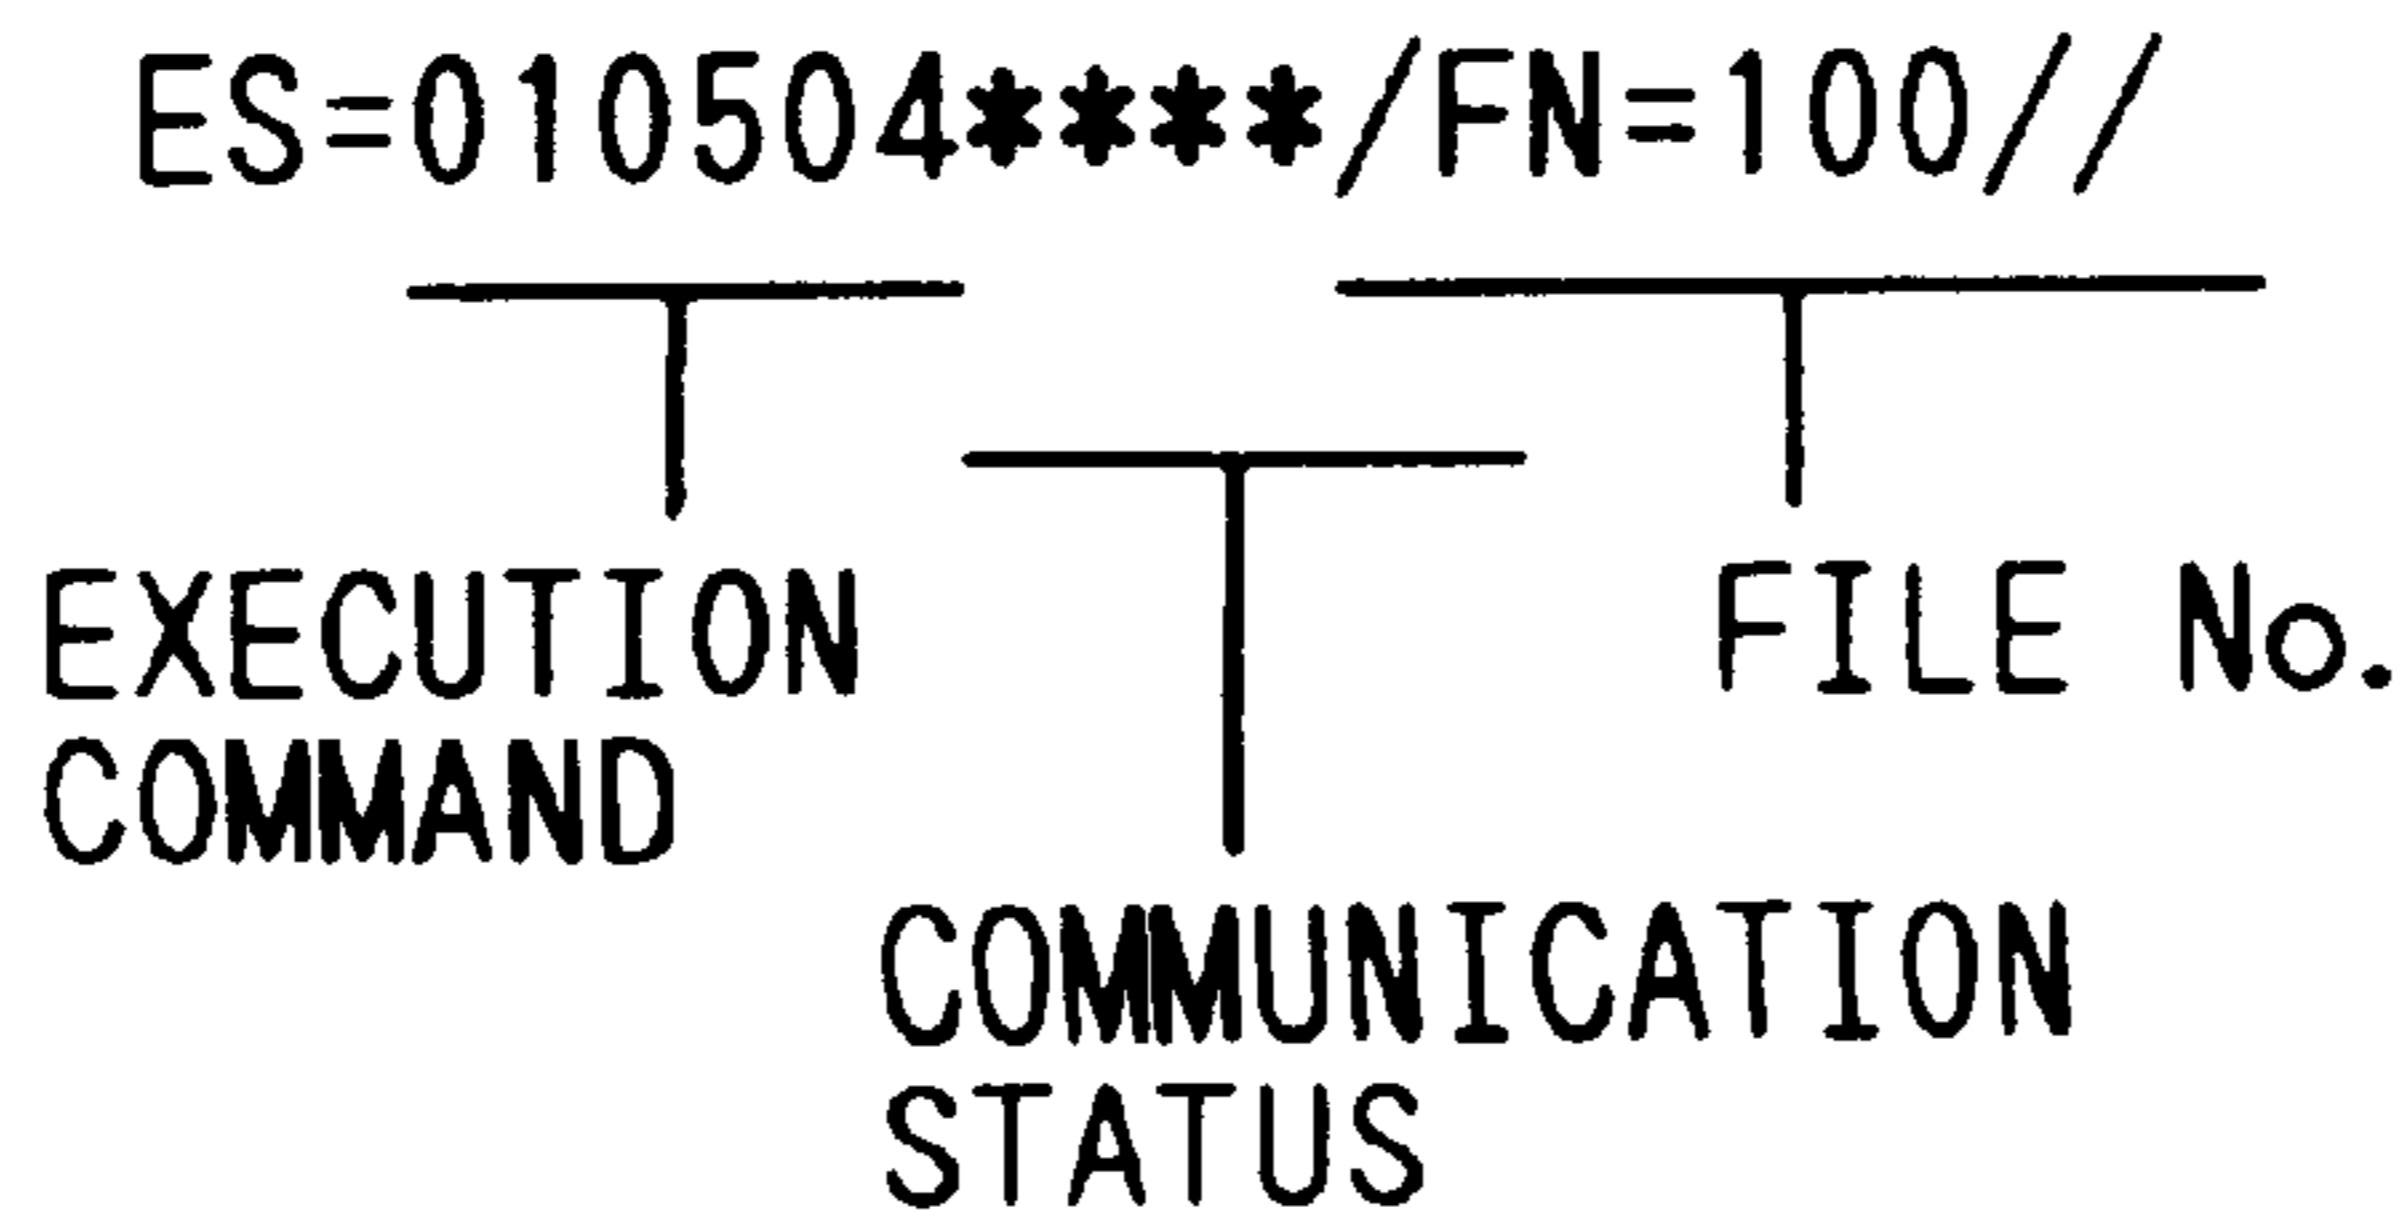 ES=010504****/FN=100//
EXECUTION
COMMAND
FILE No.
COMMUNICATION
STATUS